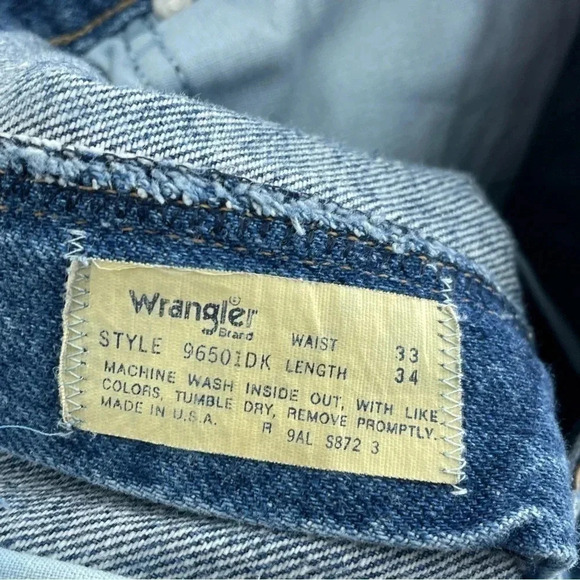 Wrangler ®
Brand
STYLE 96501DK WAIST 33
LENGTH 34
MACHINE WASH INSIDE OUT, WITH LIKE
COLORS, TUMBLE DRY, REMOVE PROMPTLY.
MADE IN U.S.A. R 9AL S872 3